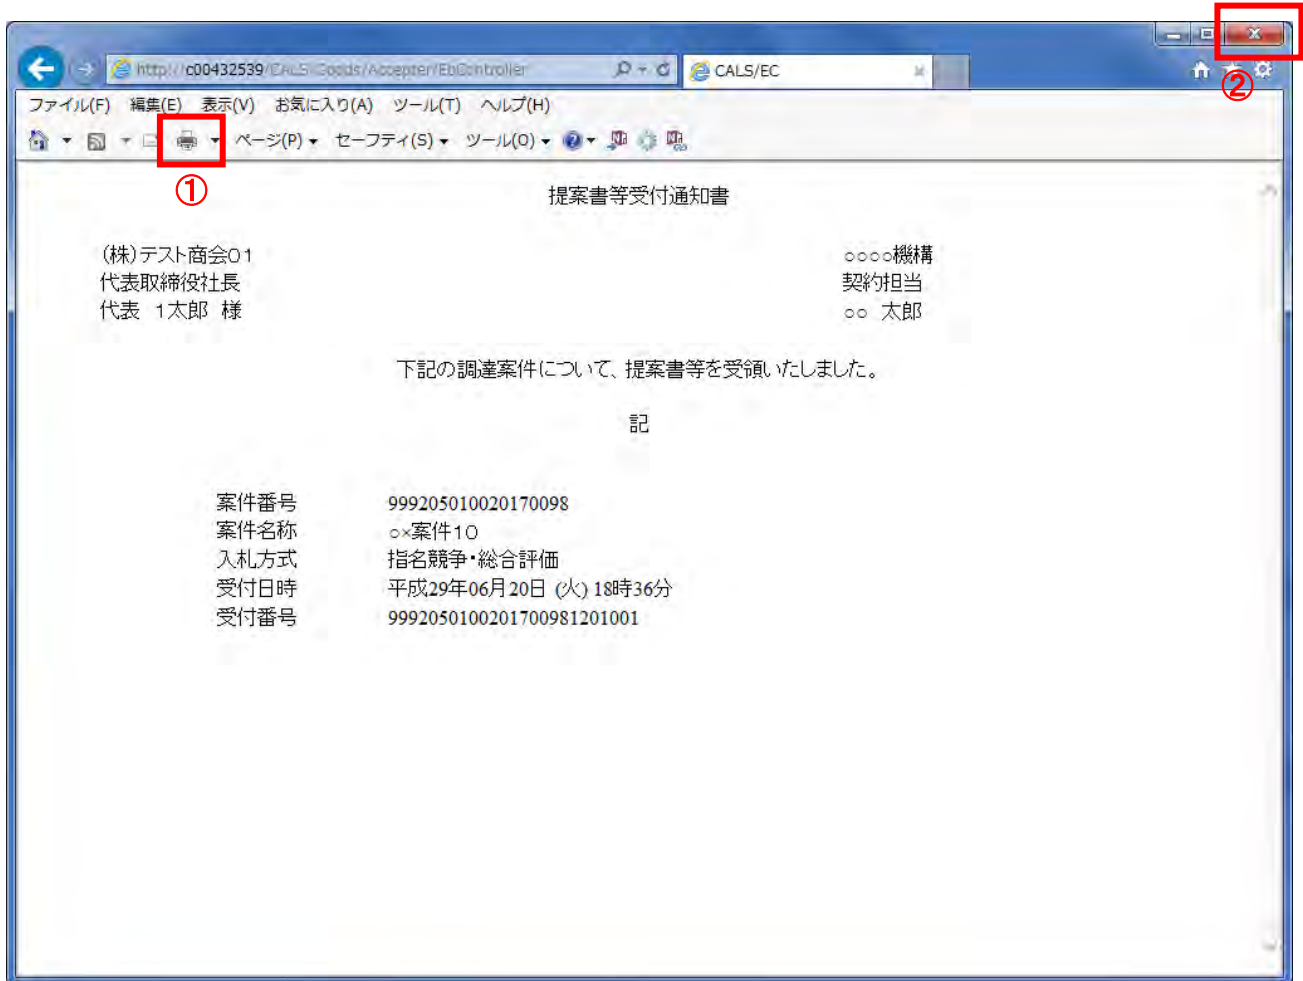 ②
http://c00432539/CALS/Goods/Accepter/EbController
CALS/EC
ファイル(F) 編集(E) 表示(V) お気に入り(A) ツール(T) ヘルプ(H)
ページ(P) セーフティ(S) ツール(O)
①
提案書等受付通知書
(株)テスト商会01 ○○○○機構
代表取締役社長 契約担当
代表 1太郎 様 ○○ 太郎
下記の調達案件について、提案書等を受領いたしました。
記
案件番号 999205010020170098
案件名称 ○×案件10
入札方式 指名競争・総合評価
受付日時 平成29年06月20日 (火) 18時36分
受付番号 9992050100201700981201001